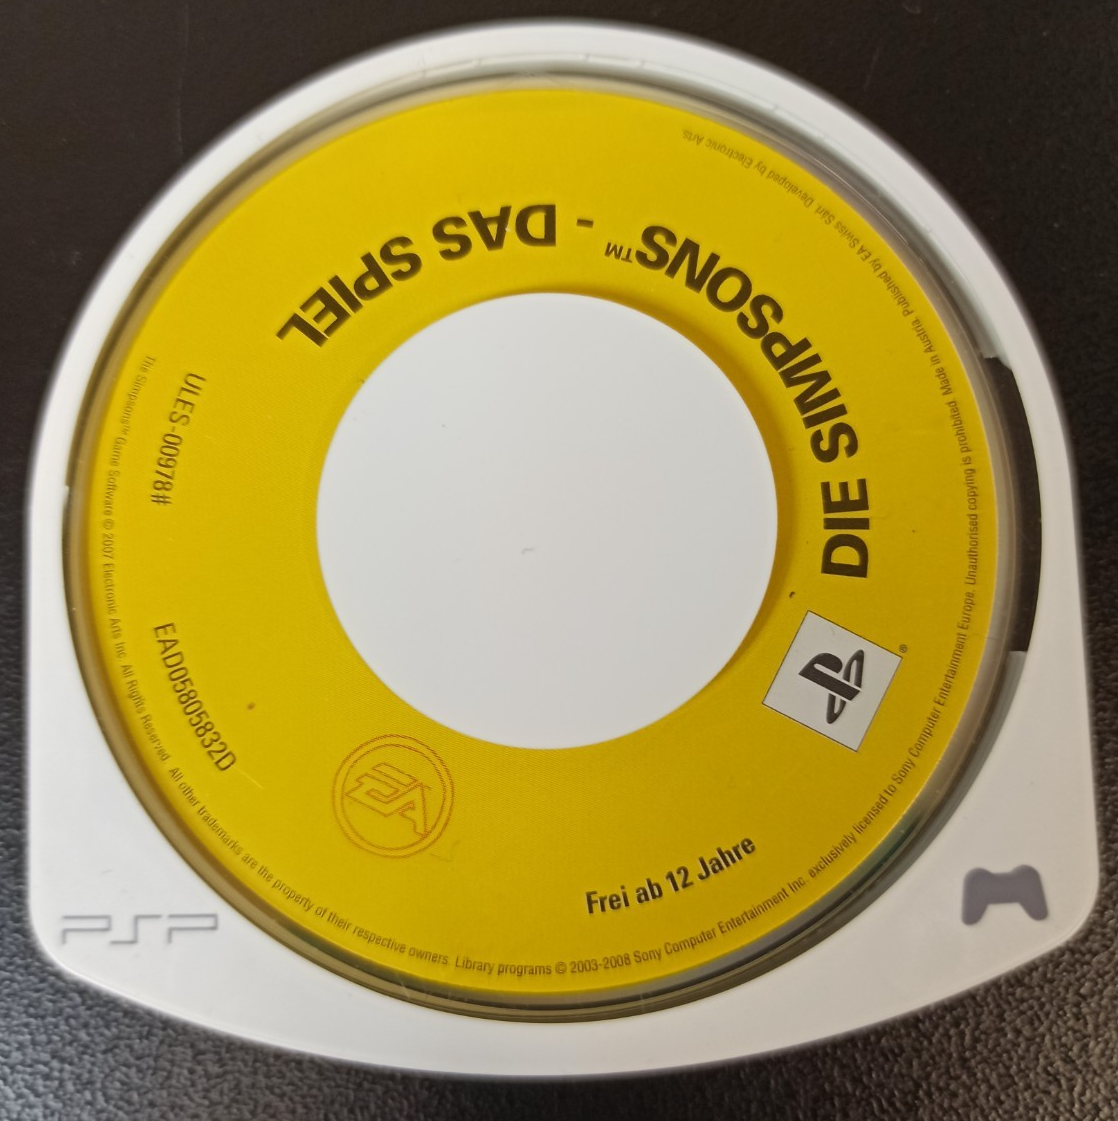 DIE SIMPSONS™ - DAS SPIEL
ULES-00978#
EAD05805832D
EA
Frei ab 12 Jahre
®
The Simpsons™ Game Software © 2007 Electronic Arts Inc. All Rights Reserved. All other trademarks are the property of their respective owners. Library programs © 2003-2008 Sony Computer Entertainment Inc. exclusively licensed to Sony Computer Entertainment Europe. Unauthorised copying is prohibited. Made in Austria. Published by EA Swiss Sàrl. Developed by Electronic Arts.
PSP